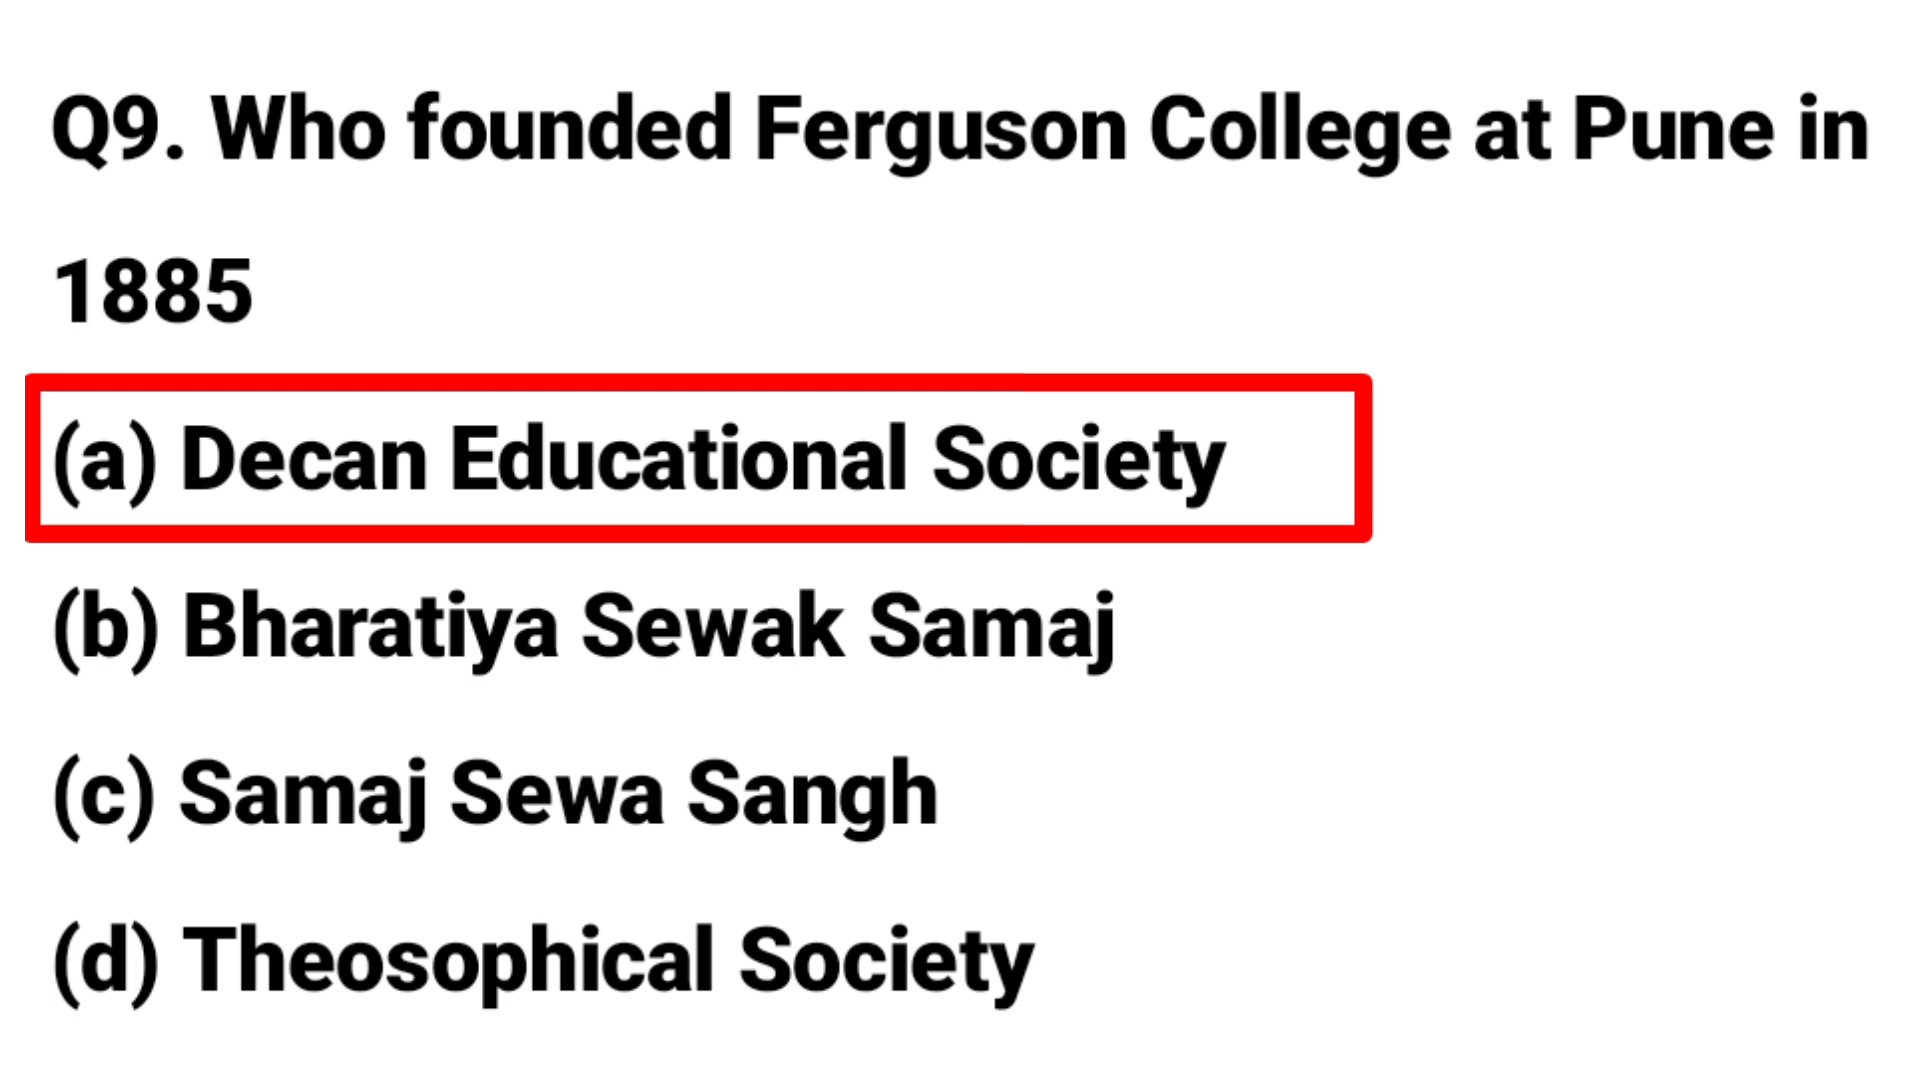 Q9. Who founded Ferguson College at Pune in
1885
(a) Decan Educational Society
(b) Bharatiya Sewak Samaj
(c) Samaj Sewa Sangh
(d) Theosophical Society